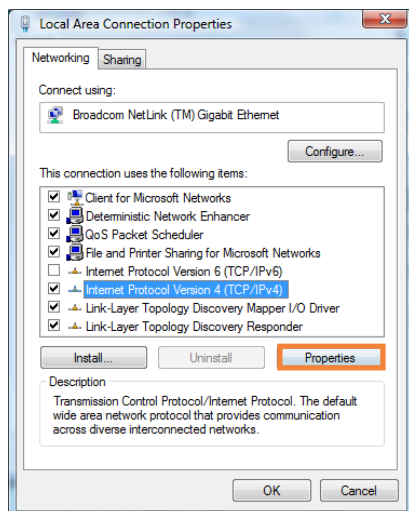 Local Area Connection Properties
Networking
Sharing
Connect using:
Broadcom NetLink (TM) Gigabit Ethernet
Configure...
This connection uses the following items:
Client for Microsoft Networks
Deterministic Network Enhancer
QoS Packet Scheduler
File and Printer Sharing for Microsoft Networks
Internet Protocol Version 6 (TCP/IPv6)
Internet Protocol Version 4 (TCP/IPv4)
Link-Layer Topology Discovery Mapper I/O Driver
Link-Layer Topology Discovery Responder
Install...
Uninstall
Properties
Description
Transmission Control Protocol/Internet Protocol. The default
wide area network protocol that provides communication
across diverse interconnected networks.
OK
Cancel